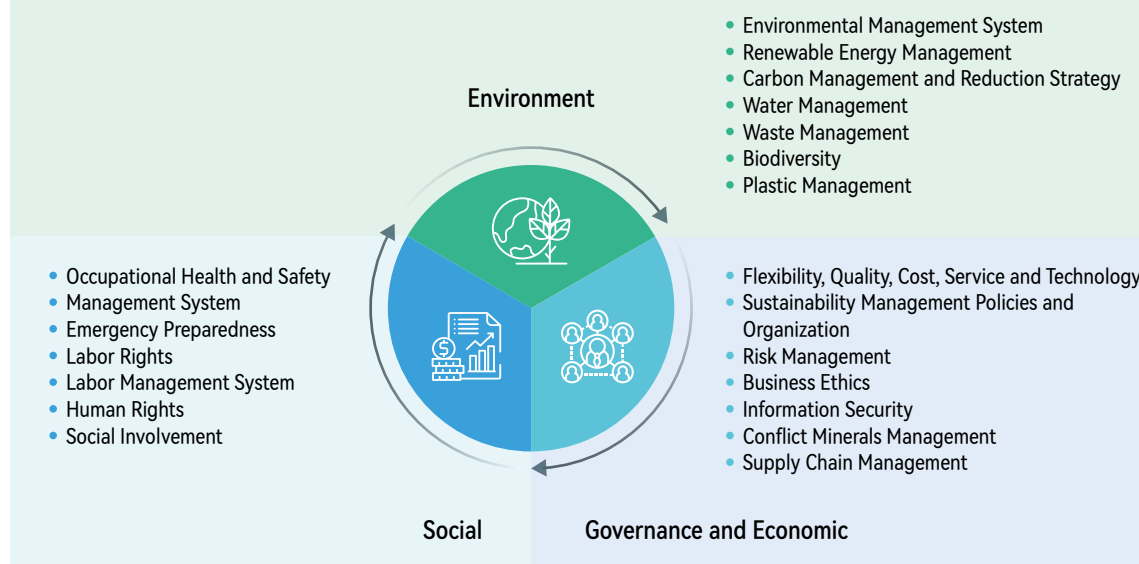 Environment
• Environmental Management System
• Renewable Energy Management
• Carbon Management and Reduction Strategy
• Water Management
• Waste Management
• Biodiversity
• Plastic Management
• Occupational Health and Safety
• Management System
• Emergency Preparedness
• Labor Rights
• Labor Management System
• Human Rights
• Social Involvement
Social
• Flexibility, Quality, Cost, Service and Technology
• Sustainability Management Policies and
Organization
• Risk Management
• Business Ethics
• Information Security
• Conflict Minerals Management
• Supply Chain Management
Governance and Economic
$